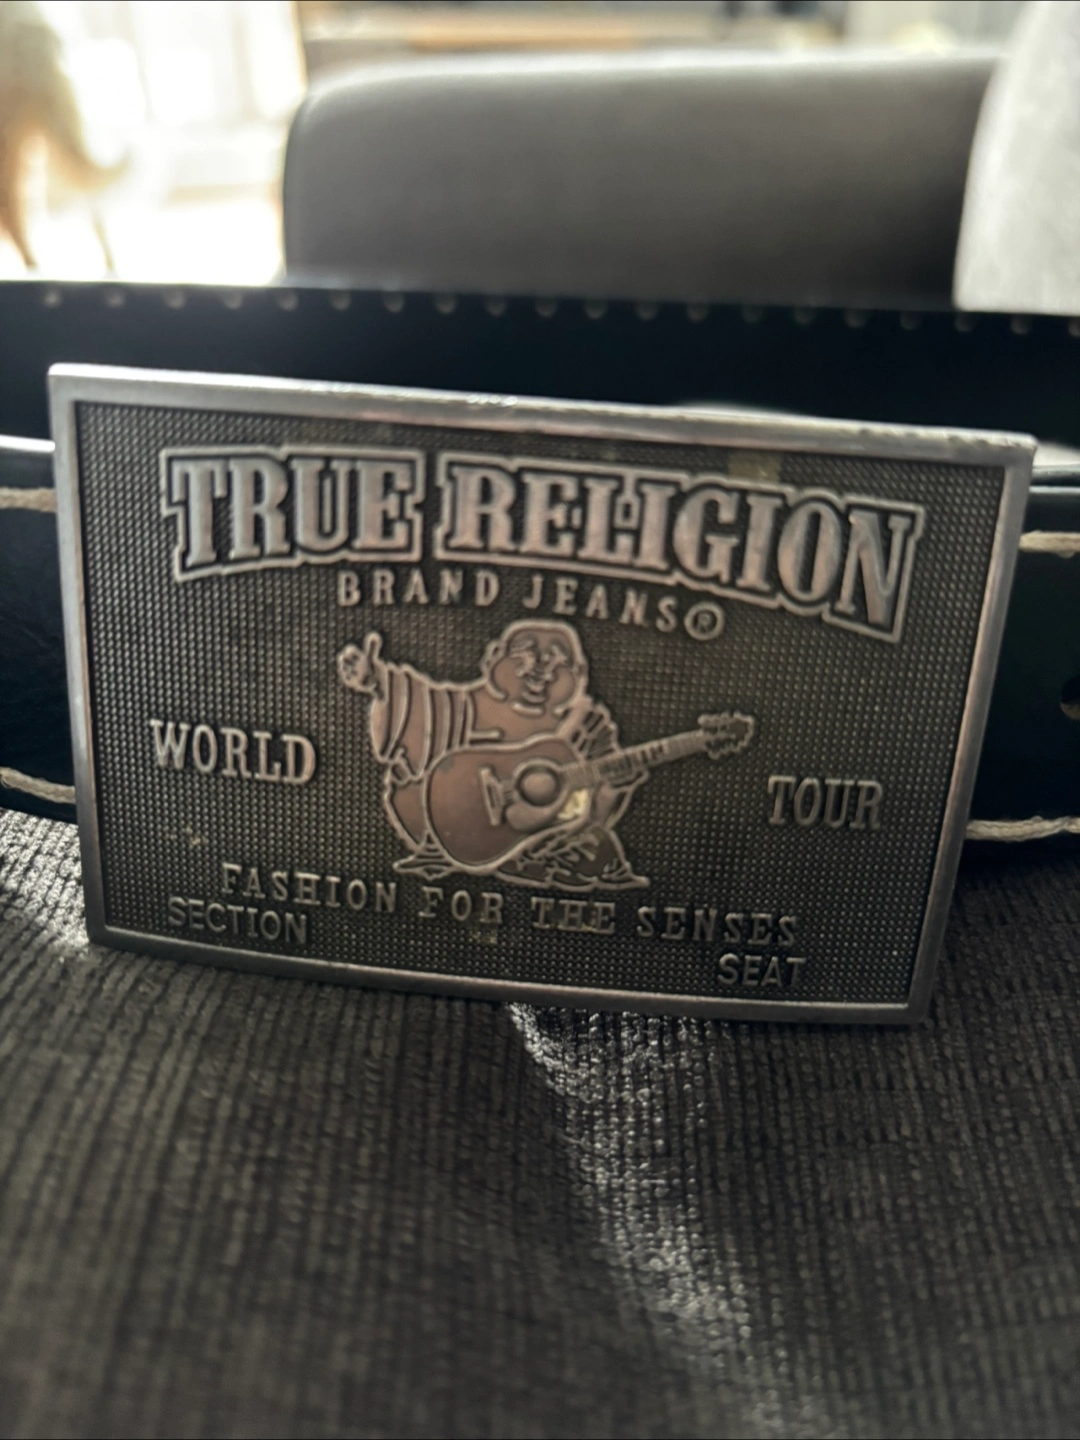 TRUE RELIGION
BRAND JEANS®
WORLD TOUR
FASHION FOR THE SENSES
SECTION SEAT